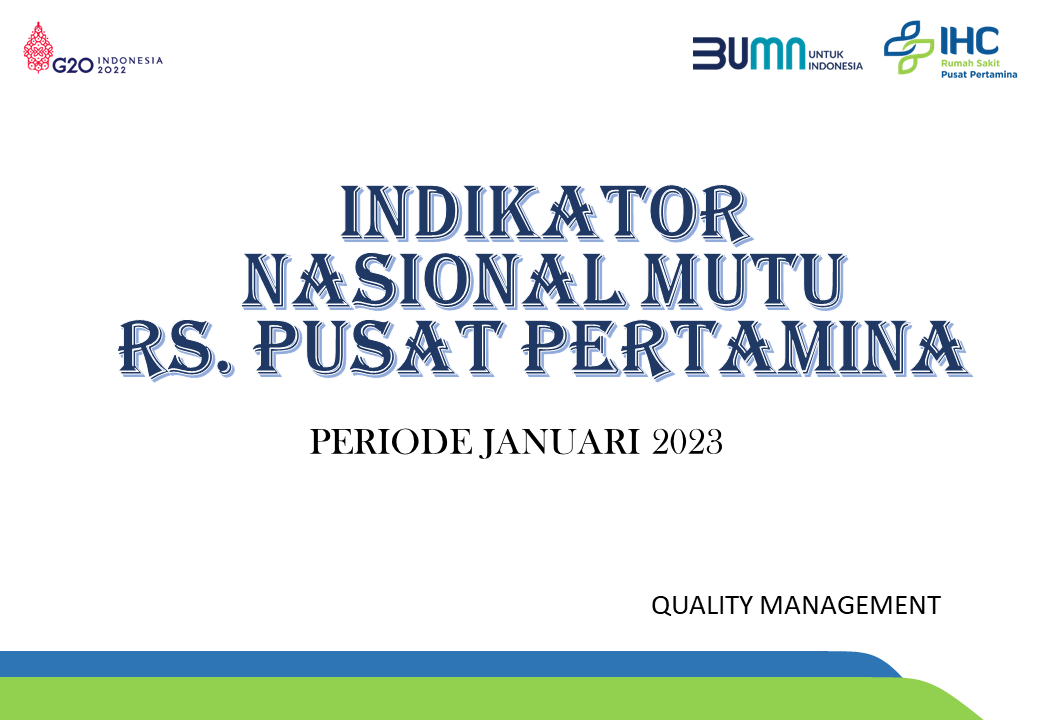 G20 INDONESIA
2022
BUMN UNTUK
INDONESIA
IHC
Rumah Sakit
Pusat Pertamina
INDIKATOR
NASIONAL MUTU
RS. PUSAT PERTAMINA
PERIODE JANUARI 2023
QUALITY MANAGEMENT